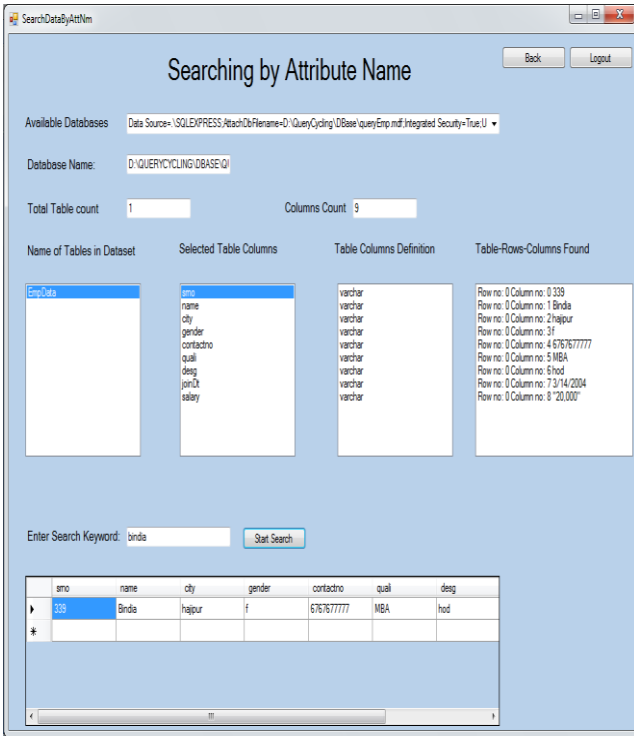 SearchDataByAttNm
Searching by Attribute Name
Back
Logout
Available Databases
Data Source=.\SQLEXPRESS;AttachDbFilename=D:\QueryCycling\DBase\queryEmp.mdf;Integrated Security=True;U
Database Name:
D:\QUERYCYCLING\DBASE\QU
Total Table count
1
Columns Count
9
Name of Tables in Dataset
Selected Table Columns
Table Columns Definition
Table-Rows-Columns Found
EmpData
smo
name
city
gender
contactno
quali
desg
joinDt
salary
varchar
varchar
varchar
varchar
varchar
varchar
varchar
varchar
varchar
Row no: 0 Column no: 0 339
Row no: 0 Column no: 1 Bindia
Row no: 0 Column no: 2 hajipur
Row no: 0 Column no: 3 f
Row no: 0 Column no: 4 6767677777
Row no: 0 Column no: 5 MBA
Row no: 0 Column no: 6 hod
Row no: 0 Column no: 7 3/14/2004
Row no: 0 Column no: 8 "20,000"
Enter Search Keyword:
bindia
Start Search
smo name city gender contactno quali desg
339 Bindia hajipur f 6767677777 MBA hod